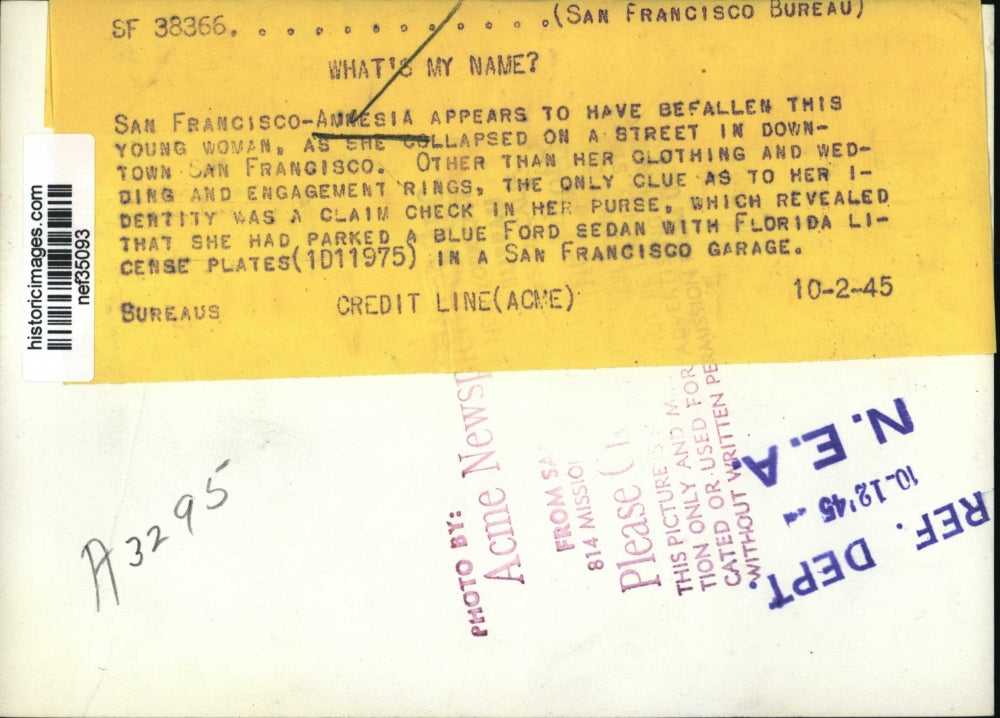 SF 38366. . . . . . . . . . . .(SAN FRANCISCO BUREAU)
WHAT'S MY NAME?
SAN FRANCISCO-AMNESIA APPEARS TO HAVE BEFALLEN THIS
YOUNG WOMAN, AS SHE COLLAPSED ON A STREET IN DOWN-
TOWN SAN FRANCISCO. OTHER THAN HER CLOTHING AND WED-
DING AND ENGAGEMENT RINGS, THE ONLY CLUE AS TO HER I-
DENTITY WAS A CLAIM CHECK IN HER PURSE, WHICH REVEALED
THAT SHE HAD PARKED A BLUE FORD SEDAN WITH FLORIDA LI-
CENSE PLATES(1D11975) IN A SAN FRANCISCO GARAGE.
BUREAUS CREDIT LINE(ACME) 10-2-45
historicimages.com
nef35093
A3295
PHOTO BY:
Acme Newsp
FROM SA
814 MISSIO
Please
THIS PICTURE IS
TION ONLY AND M
CATED OR USED FOR
WITHOUT WRITTEN PERMISSION
N.E.A.
10-12'45
REF. DEPT.